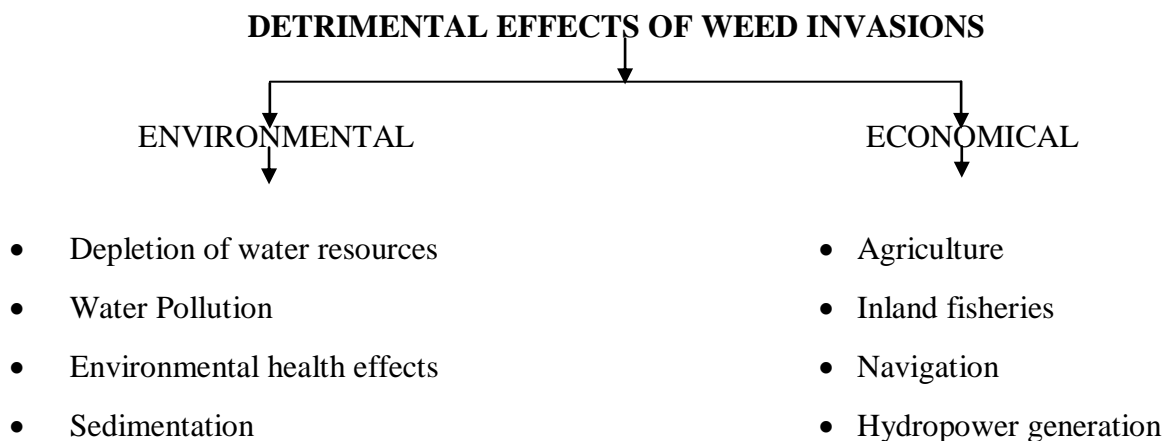 DETRIMENTAL EFFECTS OF WEED INVASIONS
ENVIRONMENTAL
ECONOMICAL
• Depletion of water resources
• Water Pollution
• Environmental health effects
• Sedimentation
• Agriculture
• Inland fisheries
• Navigation
• Hydropower generation